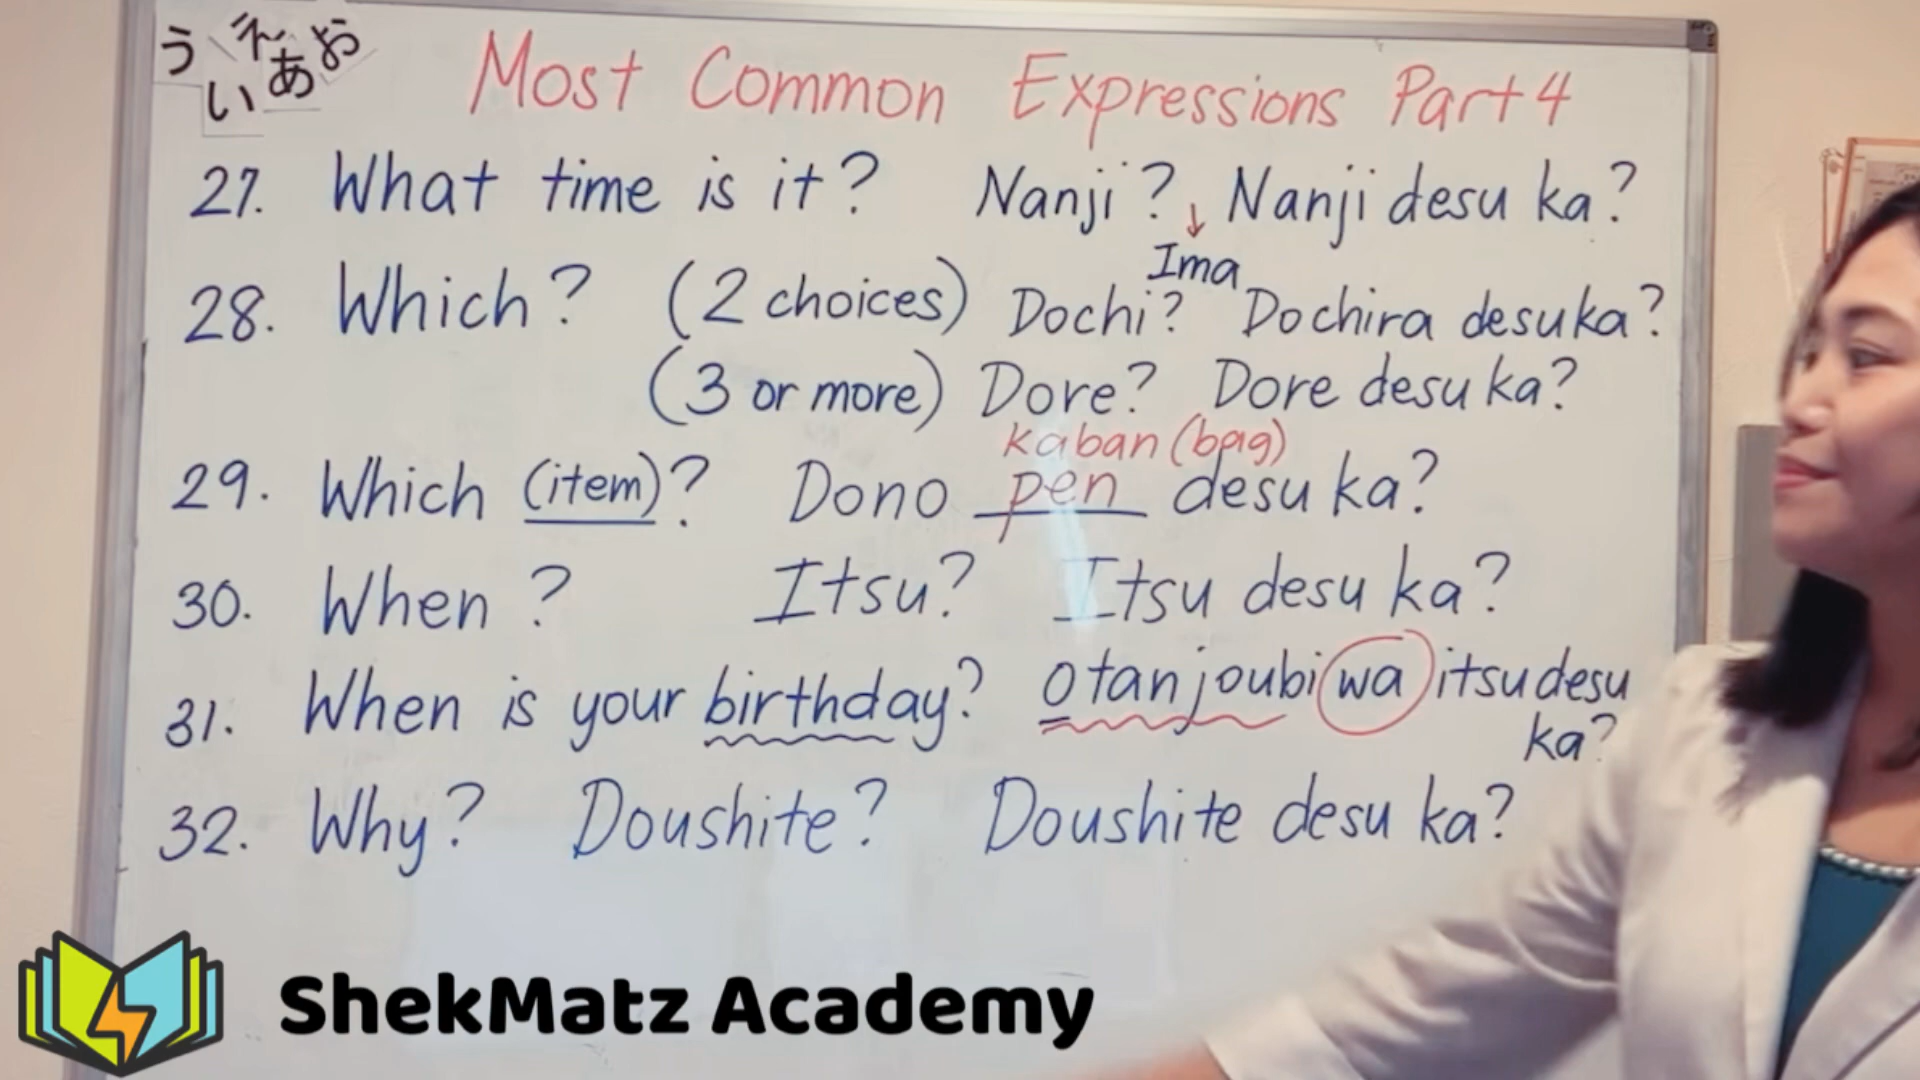 う い え あ お
Most Common Expressions Part 4
27. What time is it? Nanji? ↓ Nanji desu ka?
Ima
28. Which? (2 choices) Dochi? Dochira desuka?
(3 or more) Dore? Dore desu ka?
kaban (bag)
29. Which (item)? Dono pen desu ka?
30. When? Itsu? Itsu desu ka?
31. When is your birthday? Otanjoubi wa itsu desu
ka?
32. Why? Doushite? Doushite desu ka?
ShekMatz Academy